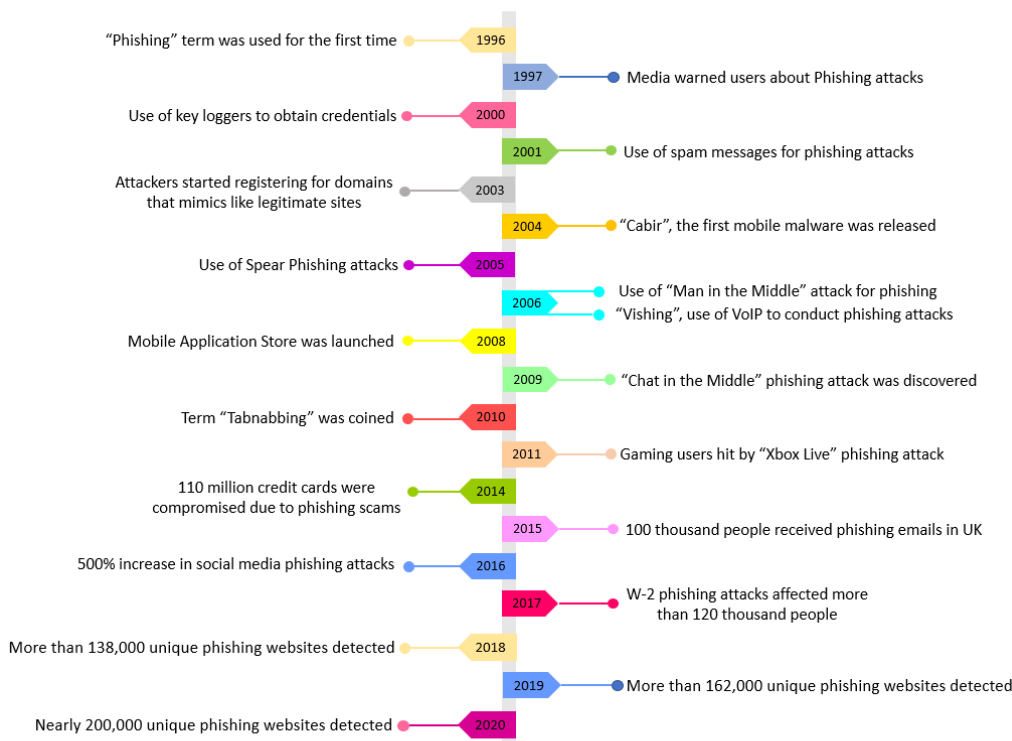 “Phishing” term was used for the first time
1996
1997
Media warned users about Phishing attacks
Use of key loggers to obtain credentials
2000
2001
Use of spam messages for phishing attacks
Attackers started registering for domains
that mimics like legitimate sites
2003
2004
“Cabir”, the first mobile malware was released
Use of Spear Phishing attacks
2005
2006
Use of “Man in the Middle” attack for phishing
“Vishing”, use of VoIP to conduct phishing attacks
Mobile Application Store was launched
2008
2009
“Chat in the Middle” phishing attack was discovered
Term “Tabnabbing” was coined
2010
2011
Gaming users hit by “Xbox Live” phishing attack
110 million credit cards were
compromised due to phishing scams
2014
2015
100 thousand people received phishing emails in UK
500% increase in social media phishing attacks
2016
2017
W-2 phishing attacks affected more
than 120 thousand people
More than 138,000 unique phishing websites detected
2018
2019
More than 162,000 unique phishing websites detected
Nearly 200,000 unique phishing websites detected
2020